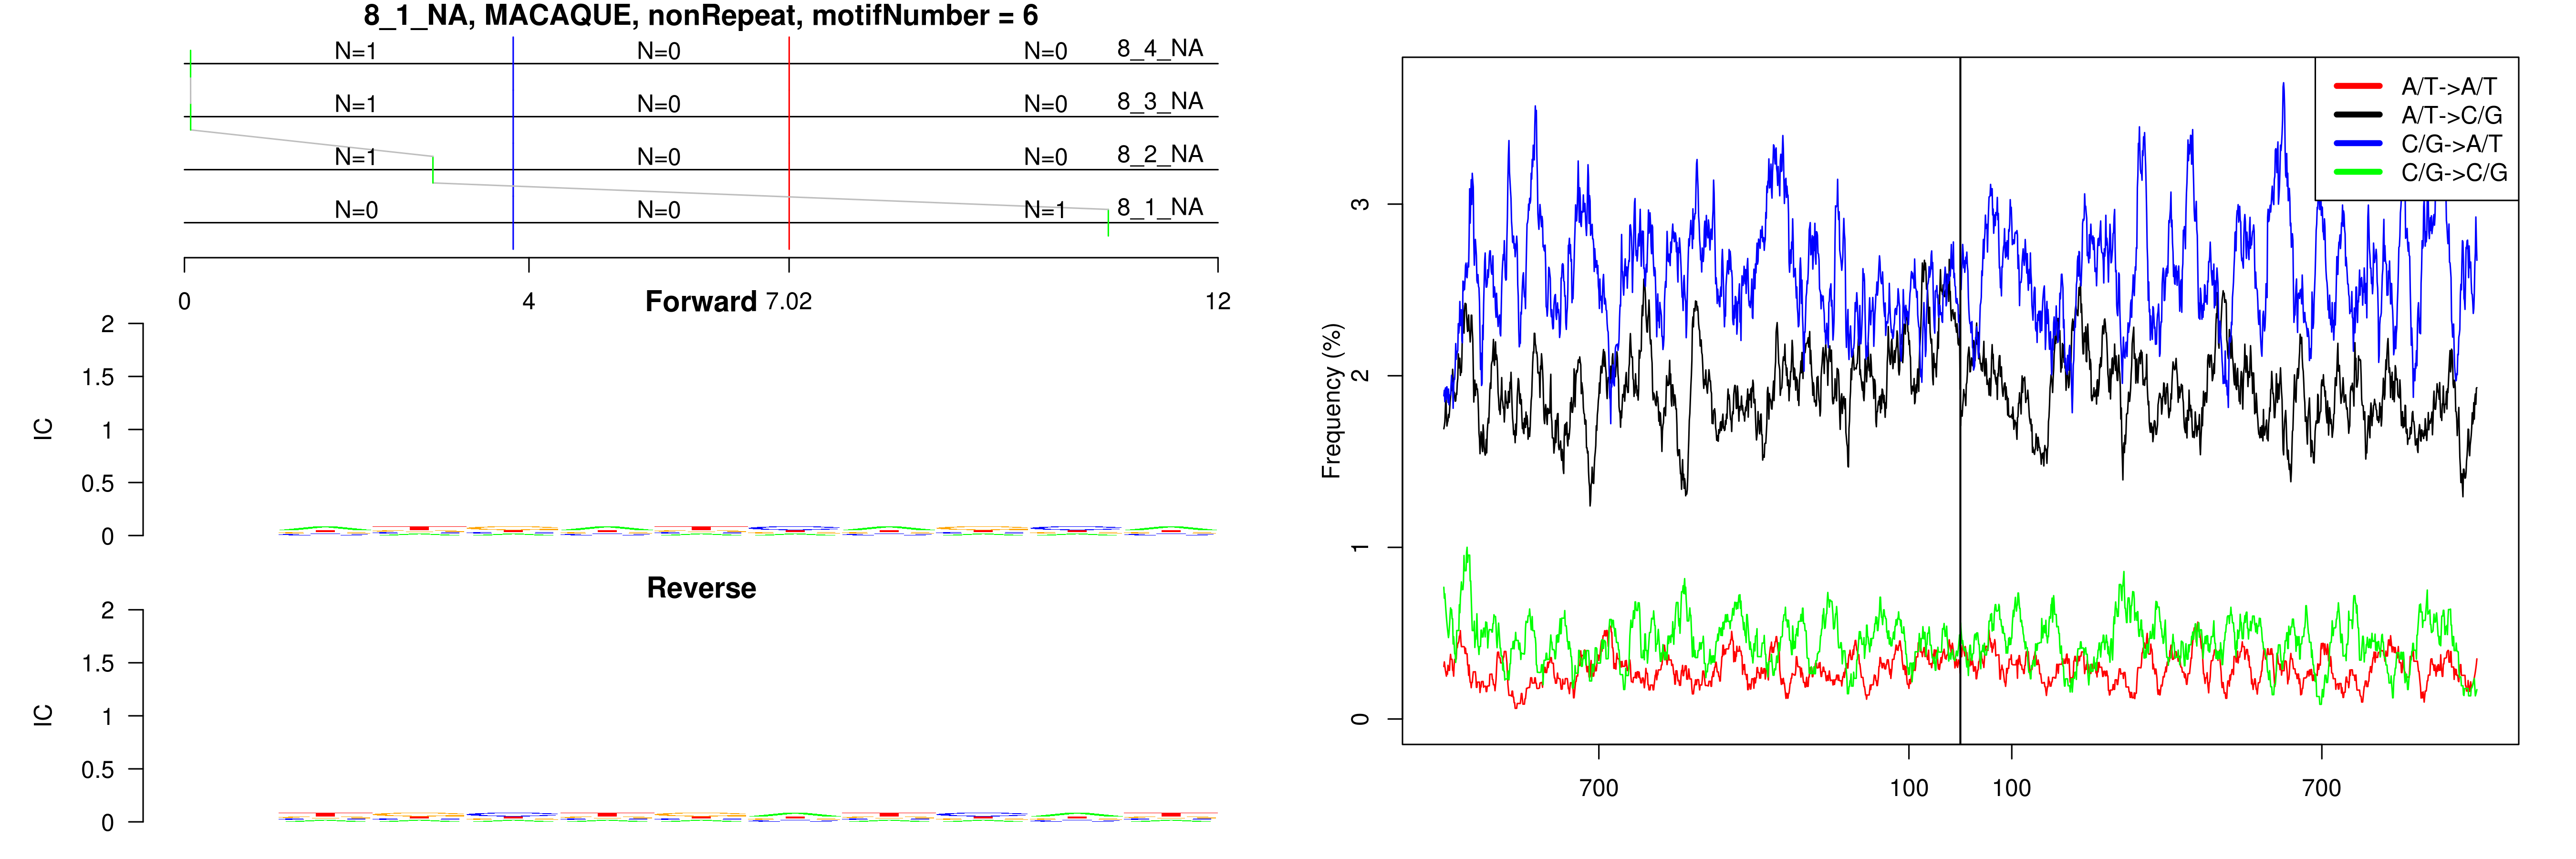 8_1_NA, MACAQUE, nonRepeat, motifNumber = 6
N=1 N=0 N=0 8_4_NA
N=1 N=0 N=0 8_3_NA
N=1 N=0 N=0 8_2_NA
N=0 N=0 N=1 8_1_NA
0 4 7.02 12
Forward
2
1.5
1
0.5
0
IC
Reverse
2
1.5
1
0.5
0
IC
A/T->A/T
A/T->C/G
C/G->A/T
C/G->C/G
Frequency (%)
3
2
1
0
700 100 100 700